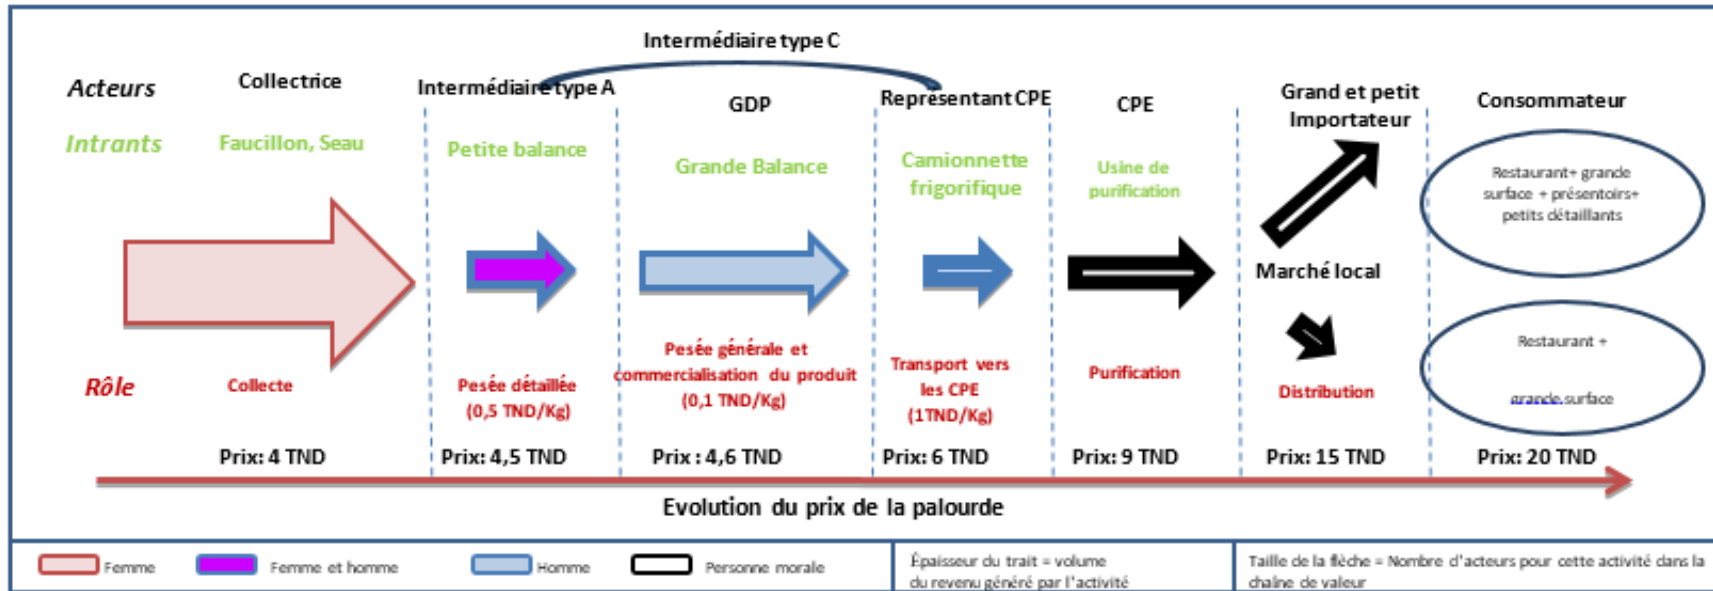 Intermédiaire type C
Acteurs
Collectrice
Intermédiaire type A
GDP
Représentant CPE
CPE
Grand et petit
Importateur
Consommateur
Intrants
Faucillon, Seau
Petite balance
Grande Balance
Camionnette
frigorifique
Usine de
purification
Restaurant+ grande
surface + présentoirs+
petits détaillants
Marché local
Rôle
Collecte
Pesée détaillée
(0,5 TND/Kg)
Pesée générale et
commercialisation du produit
(0,1 TND/Kg)
Transport vers
les CPE
(1TND/Kg)
Purification
Distribution
Restaurant +
grande surface
Prix: 4 TND
Prix: 4,5 TND
Prix : 4,6 TND
Prix: 6 TND
Prix: 9 TND
Prix: 15 TND
Prix: 20 TND
Evolution du prix de la palourde
Femme
Femme et homme
Homme
Personne morale
Épaisseur du trait = volume
du revenu généré par l'activité
Taille de la flèche = Nombre d'acteurs pour cette activité dans la
chaîne de valeur